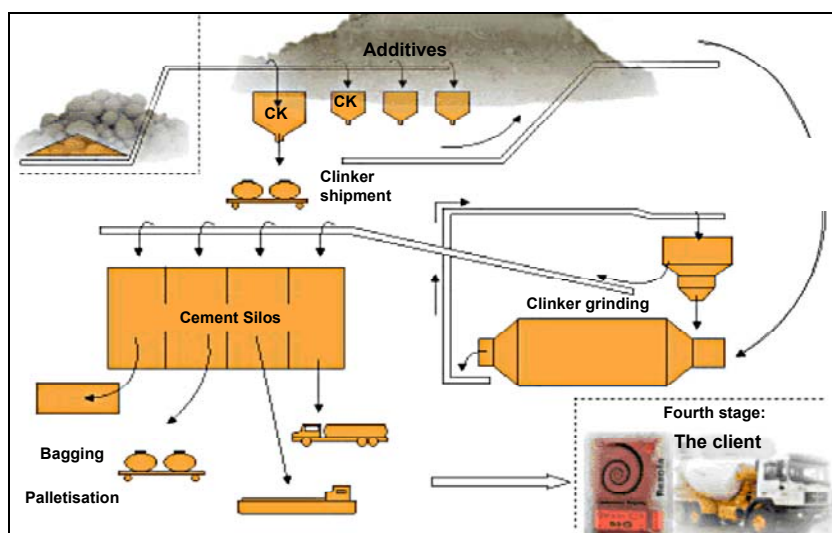 Additives
CK
CK
Clinker
shipment
Clinker grinding
Cement Silos
Fourth stage:
The client
Bagging
Palletisation